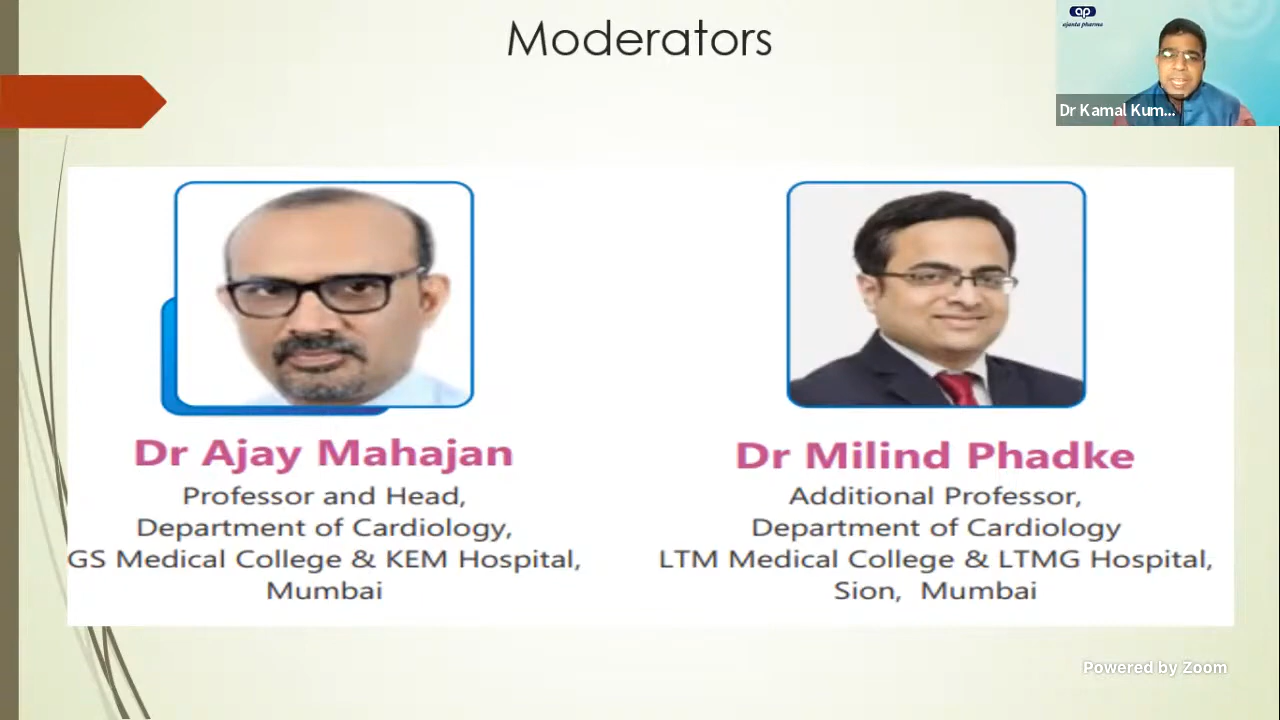 Moderators
ap
ajanta pharma
Dr Kamal Kum...
Dr Ajay Mahajan
Professor and Head,
Department of Cardiology,
GS Medical College & KEM Hospital,
Mumbai
Dr Milind Phadke
Additional Professor,
Department of Cardiology
LTM Medical College & LTMG Hospital,
Sion, Mumbai
Powered by Zoom